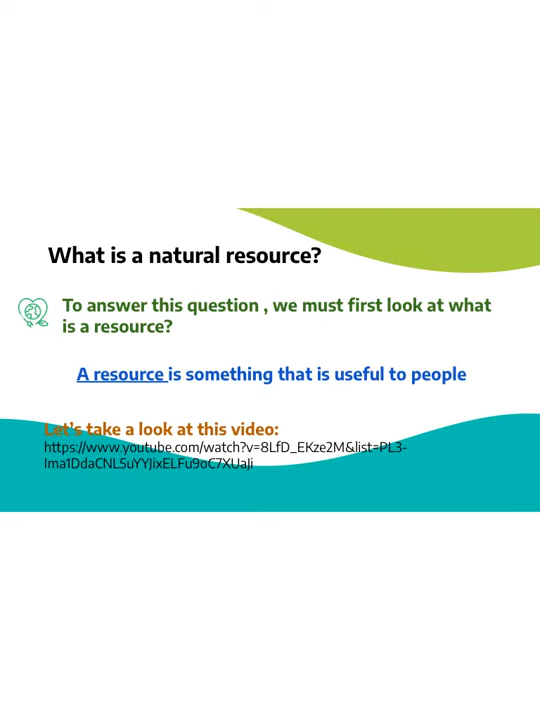 What is a natural resource?
To answer this question , we must first look at what
is a resource?
A resource is something that is useful to people
Let's take a look at this video:
https://www.youtube.com/watch?v=8LfD_EKze2M&list=PL3-
Ima1DdaCNL5uYYJixELFu9oC7XUaJi